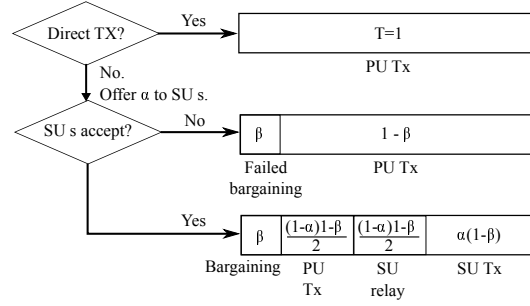 Direct TX?
Yes
T=1
PU Tx
No.
Offer α to SU s.
SU s accept?
No
β
1 - β
Failed
bargaining
PU Tx
Yes
β
(1-α)1-β
2
(1-α)1-β
2
α(1-β)
Bargaining
PU
Tx
SU
relay
SU Tx